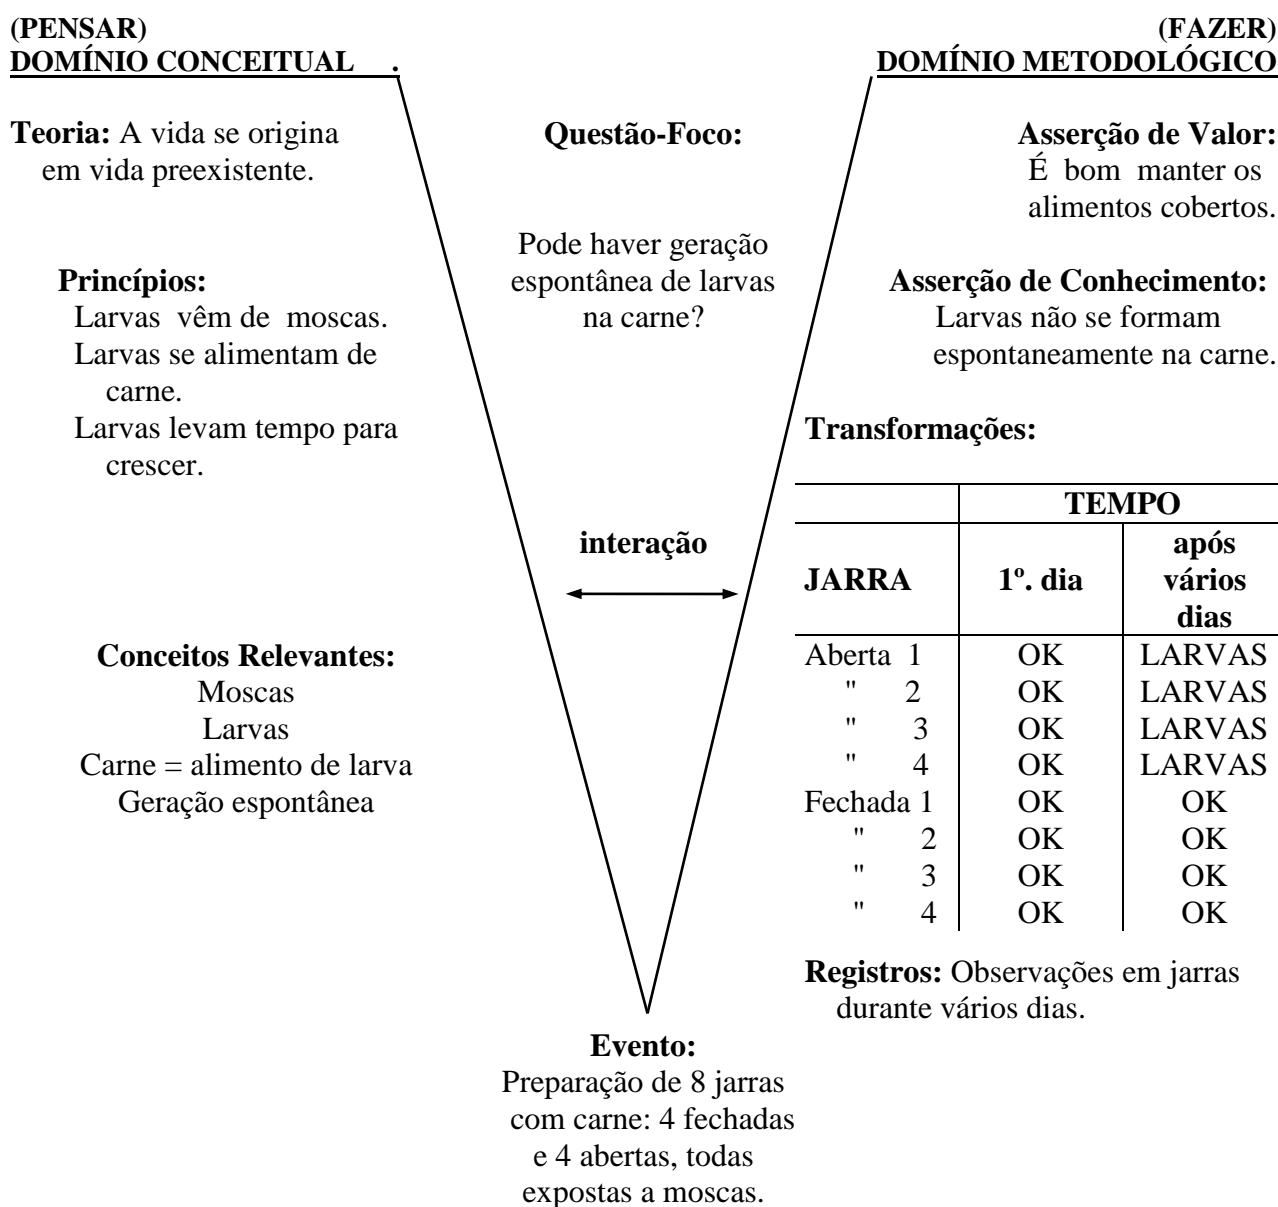 (PENSAR)
DOMÍNIO CONCEITUAL .
Teoria: A vida se origina
em vida preexistente.
Princípios:
Larvas vêm de moscas.
Larvas se alimentam de
carne.
Larvas levam tempo para
crescer.
Conceitos Relevantes:
Moscas
Larvas
Carne = alimento de larva
Geração espontânea
Questão-Foco:
Pode haver geração
espontânea de larvas
na carne?
interação
Evento:
Preparação de 8 jarras
com carne: 4 fechadas
e 4 abertas, todas
expostas a moscas.
(FAZER)
DOMÍNIO METODOLÓGICO
Asserção de Valor:
É bom manter os
alimentos cobertos.
Asserção de Conhecimento:
Larvas não se formam
espontaneamente na carne.
Transformações:
TEMPO
JARRA 1º. dia após
vários
dias
Aberta 1 OK LARVAS
" 2 OK LARVAS
" 3 OK LARVAS
" 4 OK LARVAS
Fechada 1 OK OK
" 2 OK OK
" 3 OK OK
" 4 OK OK
Registros: Observações em jarras
durante vários dias.